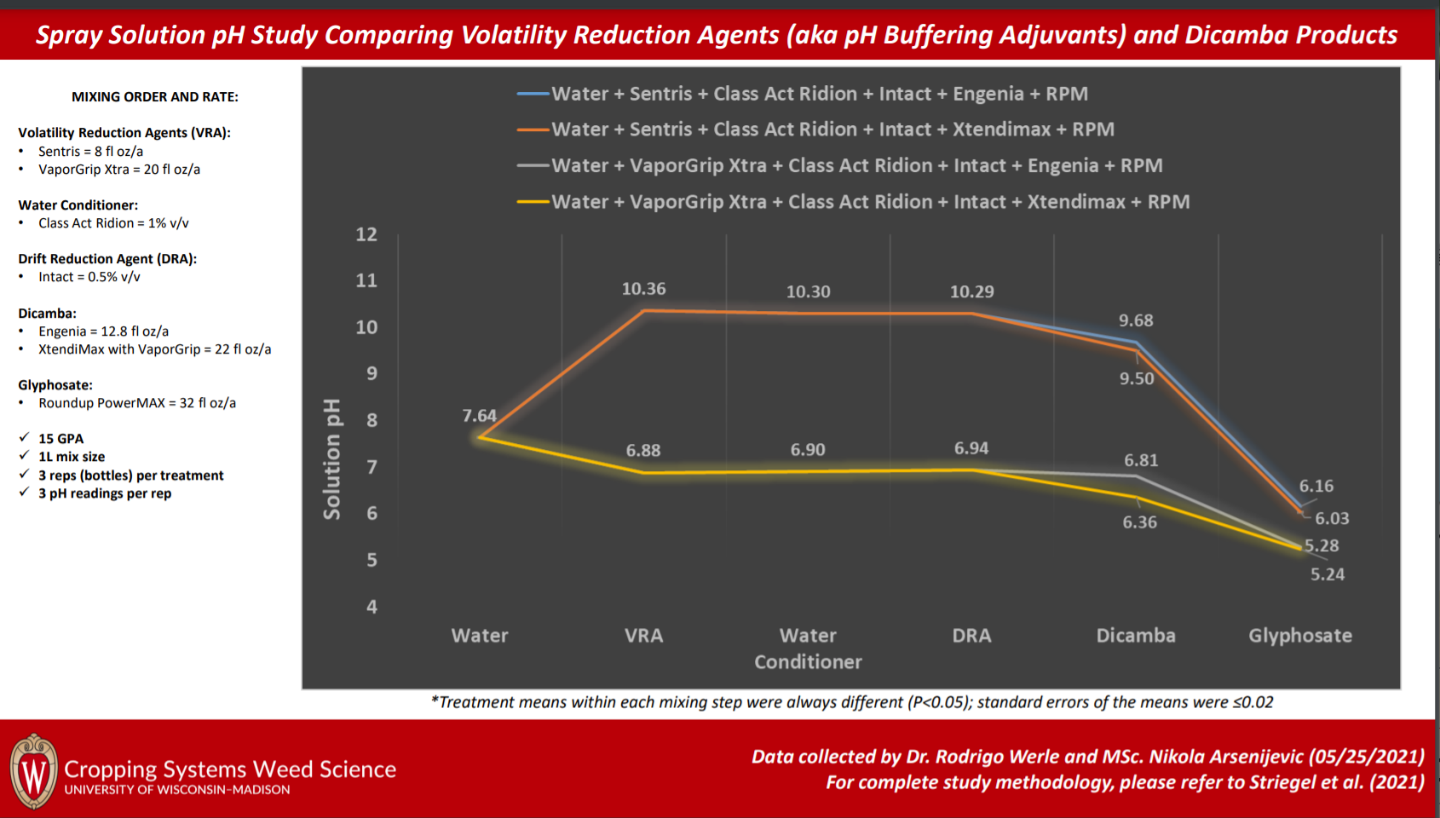 Spray Solution pH Study Comparing Volatility Reduction Agents (aka pH Buffering Adjuvants) and Dicamba Products
MIXING ORDER AND RATE:
Volatility Reduction Agents (VRA):
• Sentris = 8 fl oz/a
• VaporGrip Xtra = 20 fl oz/a
Water Conditioner:
• Class Act Ridion = 1% v/v
Drift Reduction Agent (DRA):
• Intact = 0.5% v/v
Dicamba:
• Engenia = 12.8 fl oz/a
• XtendiMax with VaporGrip = 22 fl oz/a
Glyphosate:
• Roundup PowerMAX = 32 fl oz/a
✓ 15 GPA
✓ 1L mix size
✓ 3 reps (bottles) per treatment
✓ 3 pH readings per rep
Water + Sentris + Class Act Ridion + Intact + Engenia + RPM
Water + Sentris + Class Act Ridion + Intact + Xtendimax + RPM
Water + VaporGrip Xtra + Class Act Ridion + Intact + Engenia + RPM
Water + VaporGrip Xtra + Class Act Ridion + Intact + Xtendimax + RPM
Solution pH
12
11
10
9
8
7
6
5
4
7.64
10.36
10.30
10.29
9.68
9.50
6.88
6.90
6.94
6.81
6.36
6.16
6.03
5.28
5.24
Water
VRA
Water
Conditioner
DRA
Dicamba
Glyphosate
*Treatment means within each mixing step were always different (P<0.05); standard errors of the means were ≤0.02
W
Cropping Systems Weed Science
UNIVERSITY OF WISCONSIN–MADISON
Data collected by Dr. Rodrigo Werle and MSc. Nikola Arsenijevic (05/25/2021)
For complete study methodology, please refer to Striegel et al. (2021)